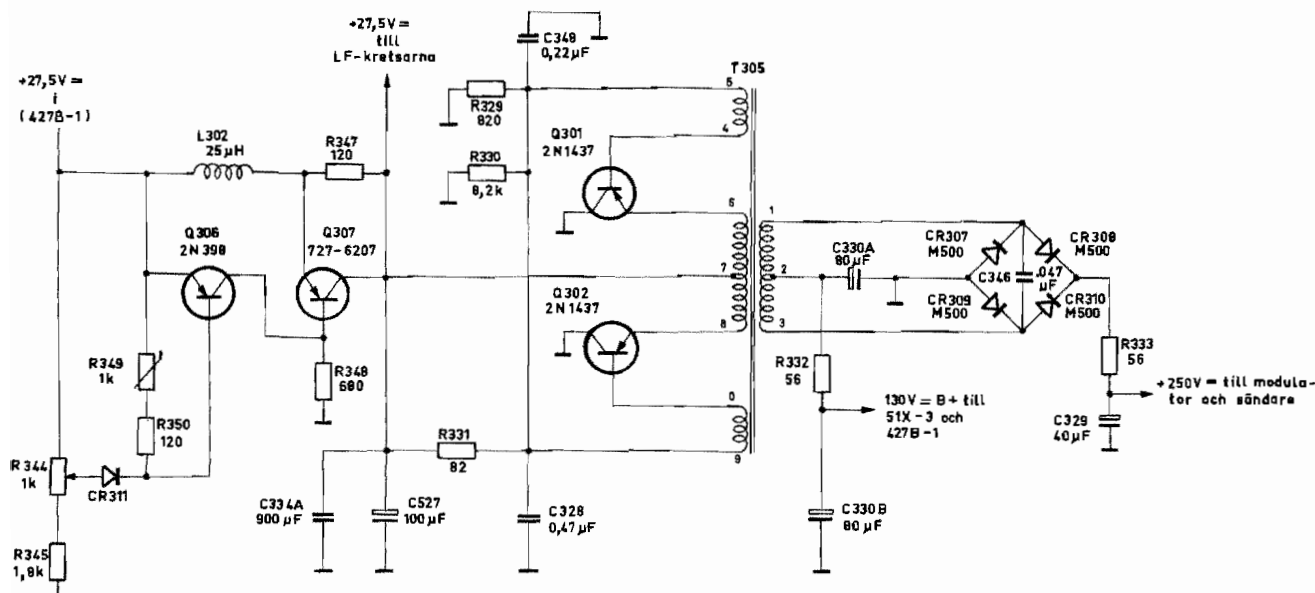 +27,5V=
till
LF-kretsarna
C348
0,22µF
T305
+27,5V=
i
(427B-1)
L302
25µH
R347
120
R329
820
5
4
Q301
2N1437
R330
8,2k
Q306
2N398
Q307
727-6207
6
7
8
1
2
3
C330A
80µF
CR307
M500
CR308
M500
C346
.047
µF
CR309
M500
CR310
M500
Q302
2N1437
R349
1k
R348
680
R350
120
R332
56
R333
56
+250V= till modula-
tor och sändare
130V= B+ till
51X-3 och
427B-1
C329
40µF
0
9
R331
82
R344
1k
CR311
C334A
900µF
C527
100µF
C328
0,47µF
C330B
80µF
R345
1,8k